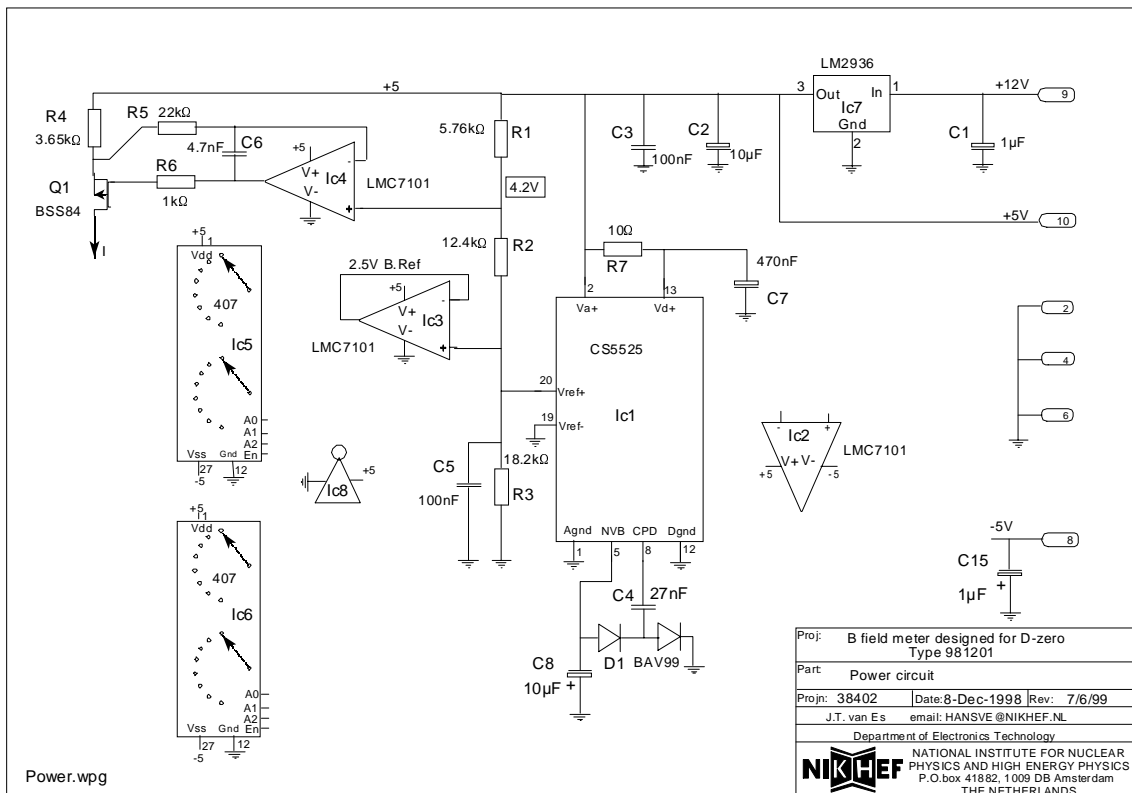 LM2936
+5
3
Out
In
1
+12V
9
Ic7
Gnd
2
R4
3.65kΩ
R5
22kΩ
4.7nF
C6
5.76kΩ
R1
C3
100nF
C2
10µF
C1
1µF
+5
V+
V-
-
+
Ic4
LMC7101
R6
1kΩ
Q1
BSS84
I
4.2V
+5V
10
12.4kΩ
R2
10Ω
R7
470nF
C7
2.5V B.Ref
+5
V+
V-
-
+
Ic3
LMC7101
2
Va+
13
Vd+
CS5525
Ic1
20
Vref+
19
Vref-
Agnd
NVB
CPD
Dgnd
1
5
8
12
18.2kΩ
R3
C5
100nF
+5
1
Vdd
407
Ic5
A0
A1
A2
En
Vss
Gnd
27
12
-5
+5
1
Vdd
407
Ic6
A0
A1
A2
En
Vss
Gnd
27
12
-5
Ic8
+5
-
+
Ic2
V+
V-
+5
-5
LMC7101
2
4
6
-5V
8
C15
1µF
+
C4
27nF
D1
BAV99
C8
10µF
+
Proj:
B field meter designed for D-zero
Type 981201
Part:
Power circuit
Projn: 38402
Date: 8-Dec-1998
Rev: 7/6/99
J.T. van Es
email: HANSVE@NIKHEF.NL
Department of Electronics Technology
NIKHEF
NATIONAL INSTITUTE FOR NUCLEAR
PHYSICS AND HIGH ENERGY PHYSICS
P.O.box 41882, 1009 DB Amsterdam
THE NETHERLANDS
Power.wpg